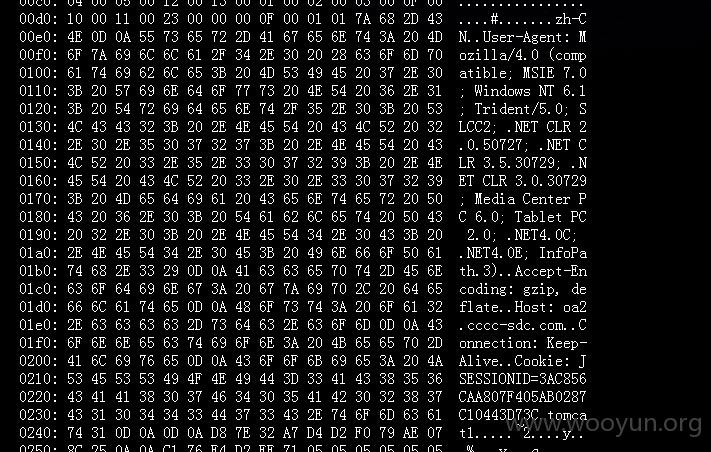 10 00 11 00 23 00 00 00 0F 00 01 01 7A 68 2D 43 ....#.......zh-C
00e0: 4E 0D 0A 55 73 65 72 2D 41 67 65 6E 74 3A 20 4D N..User-Agent: M
00f0: 6F 7A 69 6C 6C 61 2F 34 2E 30 20 28 63 6F 6D 70 ozilla/4.0 (comp
0100: 61 74 69 62 6C 65 3B 20 4D 53 49 45 20 37 2E 30 atible; MSIE 7.0
0110: 3B 20 57 69 6E 64 6F 77 73 20 4E 54 20 36 2E 31 ; Windows NT 6.1
0120: 3B 20 54 72 69 64 65 6E 74 2F 35 2E 30 3B 20 53 ; Trident/5.0; S
0130: 4C 43 43 32 3B 20 2E 4E 45 54 20 43 4C 52 20 32 LCC2; .NET CLR 2
0140: 2E 30 2E 35 30 37 32 37 3B 20 2E 4E 45 54 20 43 .0.50727; .NET C
0150: 4C 52 20 33 2E 35 2E 33 30 37 32 39 3B 20 2E 4E LR 3.5.30729; .N
0160: 45 54 20 43 4C 52 20 33 2E 30 2E 33 30 37 32 39 ET CLR 3.0.30729
0170: 3B 20 4D 65 64 69 61 20 43 65 6E 74 65 72 20 50 ; Media Center P
0180: 43 20 36 2E 30 3B 20 54 61 62 6C 65 74 20 50 43 C 6.0; Tablet PC
0190: 20 32 2E 30 3B 20 2E 4E 45 54 34 2E 30 43 3B 20 2.0; .NET4.0C;
01a0: 2E 4E 45 54 34 2E 30 45 3B 20 49 6E 66 6F 50 61 .NET4.0E; InfoPa
01b0: 74 68 2E 33 29 0D 0A 41 63 63 65 70 74 2D 45 6E th.3)..Accept-En
01c0: 63 6F 64 69 6E 67 3A 20 67 7A 69 70 2C 20 64 65 coding: gzip, de
01d0: 66 6C 61 74 65 0D 0A 48 6F 73 74 3A 20 6F 61 32 flate..Host: oa2
01e0: 2E 63 63 63 63 2D 73 64 63 2E 63 6F 6D 0D 0A 43 .cccc-sdc.com..C
01f0: 6F 6E 6E 65 63 74 69 6F 6E 3A 20 4B 65 65 70 2D onnection: Keep-
0200: 41 6C 69 76 65 0D 0A 43 6F 6F 6B 69 65 3A 20 4A Alive..Cookie: J
0210: 53 45 53 53 49 4F 4E 49 44 3D 33 41 43 38 35 36 SESSIONID=3AC856
0220: 43 41 41 38 30 37 46 34 30 35 41 42 30 32 38 37 CAA807F405AB0287
0230: 43 31 30 34 34 33 44 37 33 43 2E 74 6F 6D 63 61 C10443D73C.tomca
0240: 74 31 0D 0A 0D 0A D8 7E 32 A7 D4 D2 F0 79 AE 07 t1.....~2....y..
www.wooyun.org